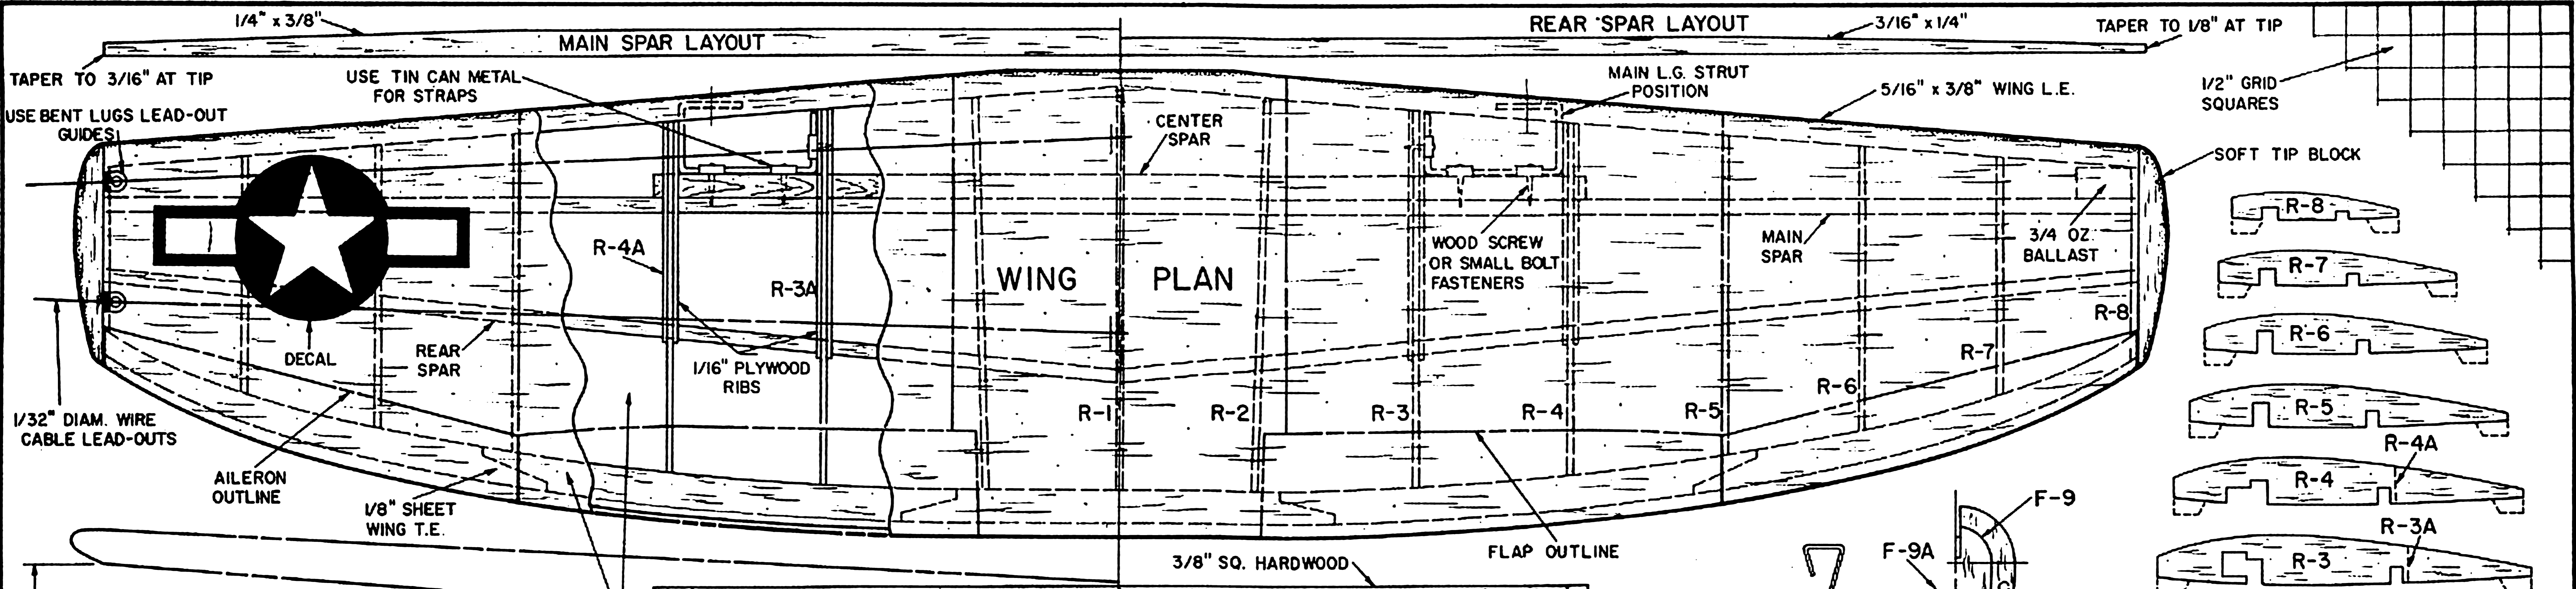 1/4" x 3/8"
MAIN SPAR LAYOUT
REAR SPAR LAYOUT
3/16" x 1/4"
TAPER TO 1/8" AT TIP
TAPER TO 3/16" AT TIP
USE TIN CAN METAL
FOR STRAPS
MAIN L.G. STRUT
POSITION
5/16" x 3/8" WING L.E.
1/2" GRID
SQUARES
USE BENT LUGS LEAD-OUT
GUIDES
CENTER
SPAR
SOFT TIP BLOCK
R-8
R-4A
R-3A
WING PLAN
WOOD SCREW
OR SMALL BOLT
FASTENERS
MAIN
SPAR
3/4 OZ.
BALLAST
R-7
R-8
R-6
DECAL
REAR
SPAR
1/16" PLYWOOD
RIBS
R-1
R-2
R-3
R-4
R-5
R-6
R-7
R-5
1/32" DIAM. WIRE
CABLE LEAD-OUTS
AILERON
OUTLINE
1/8" SHEET
WING T.E.
R-4A
R-4
F-9
R-3A
FLAP OUTLINE
3/8" SQ. HARDWOOD
F-9A
R-3